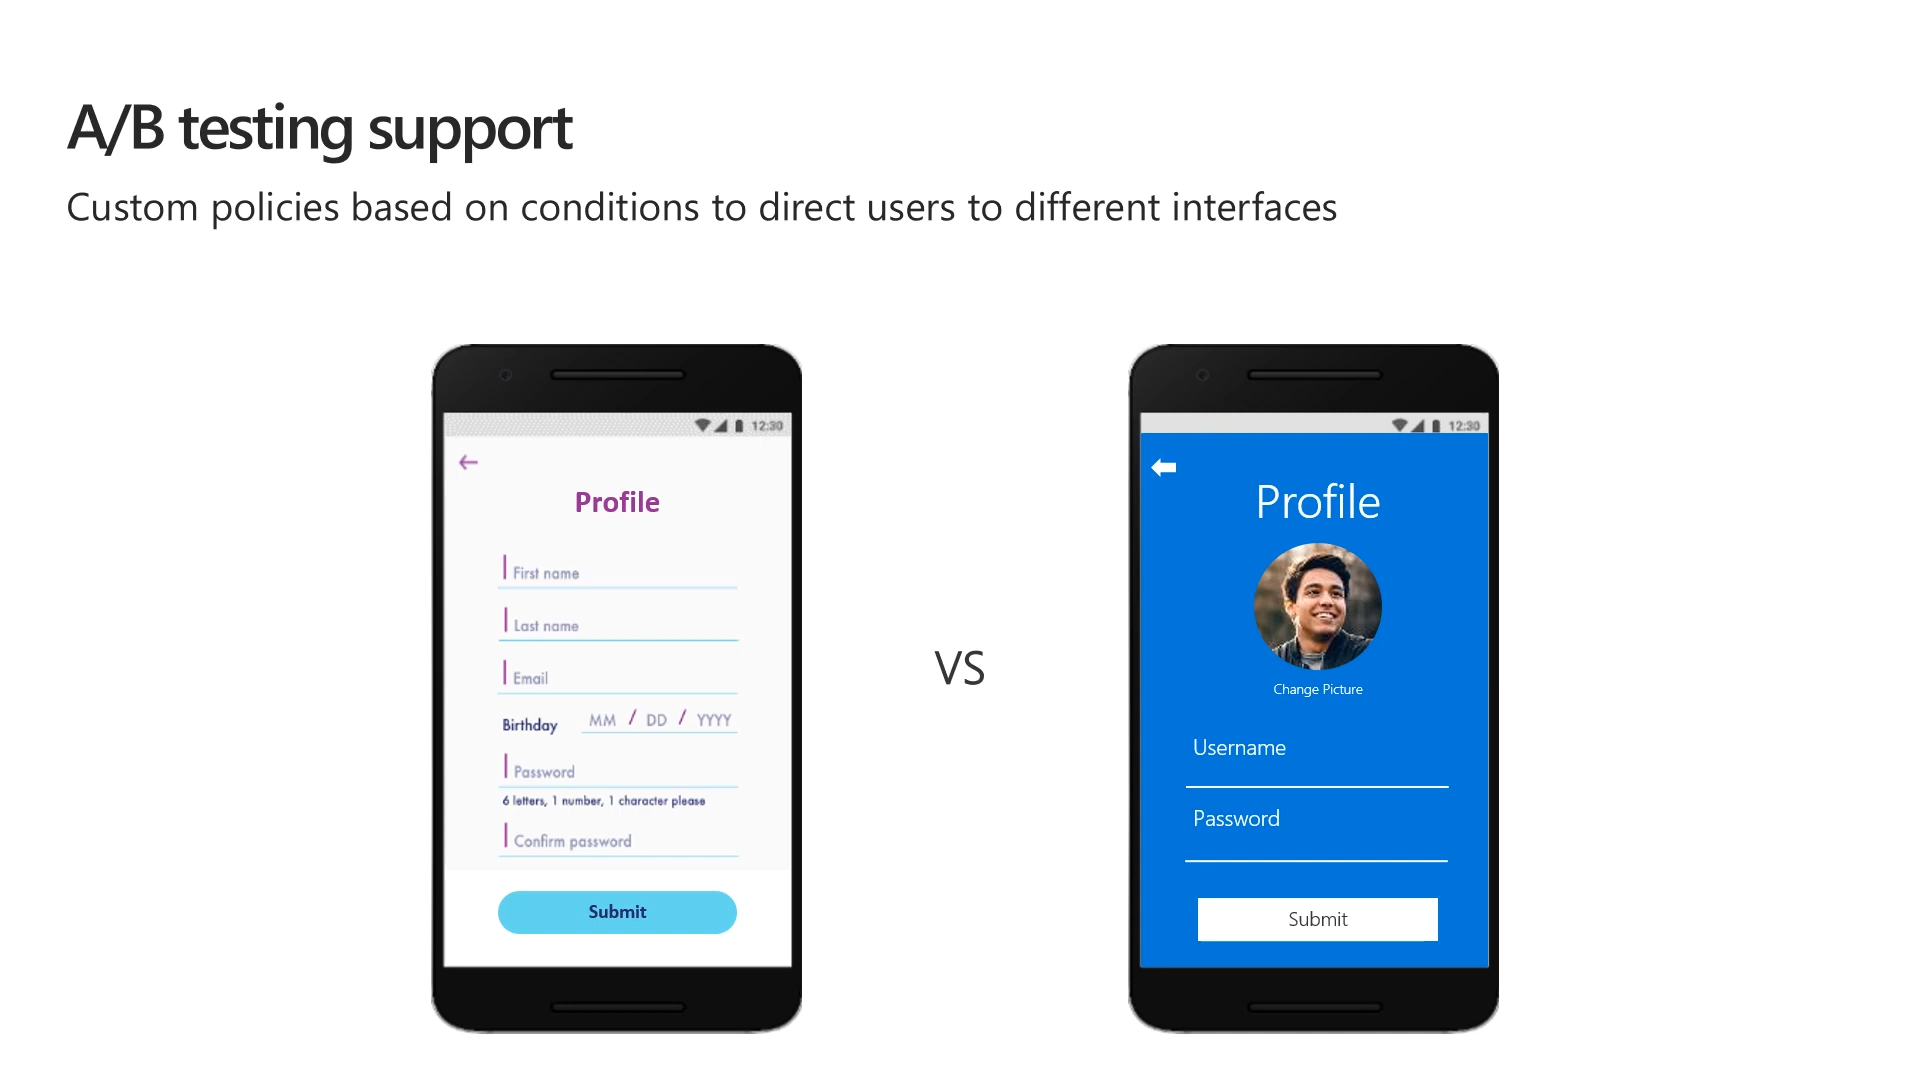 A/B testing support
Custom policies based on conditions to direct users to different interfaces
12:30
Profile
First name
Last name
Email
Birthday MM / DD / YYYY
Password
6 letters, 1 number, 1 character please
Confirm password
Submit
VS
12:30
Profile
Change Picture
Username
Password
Submit